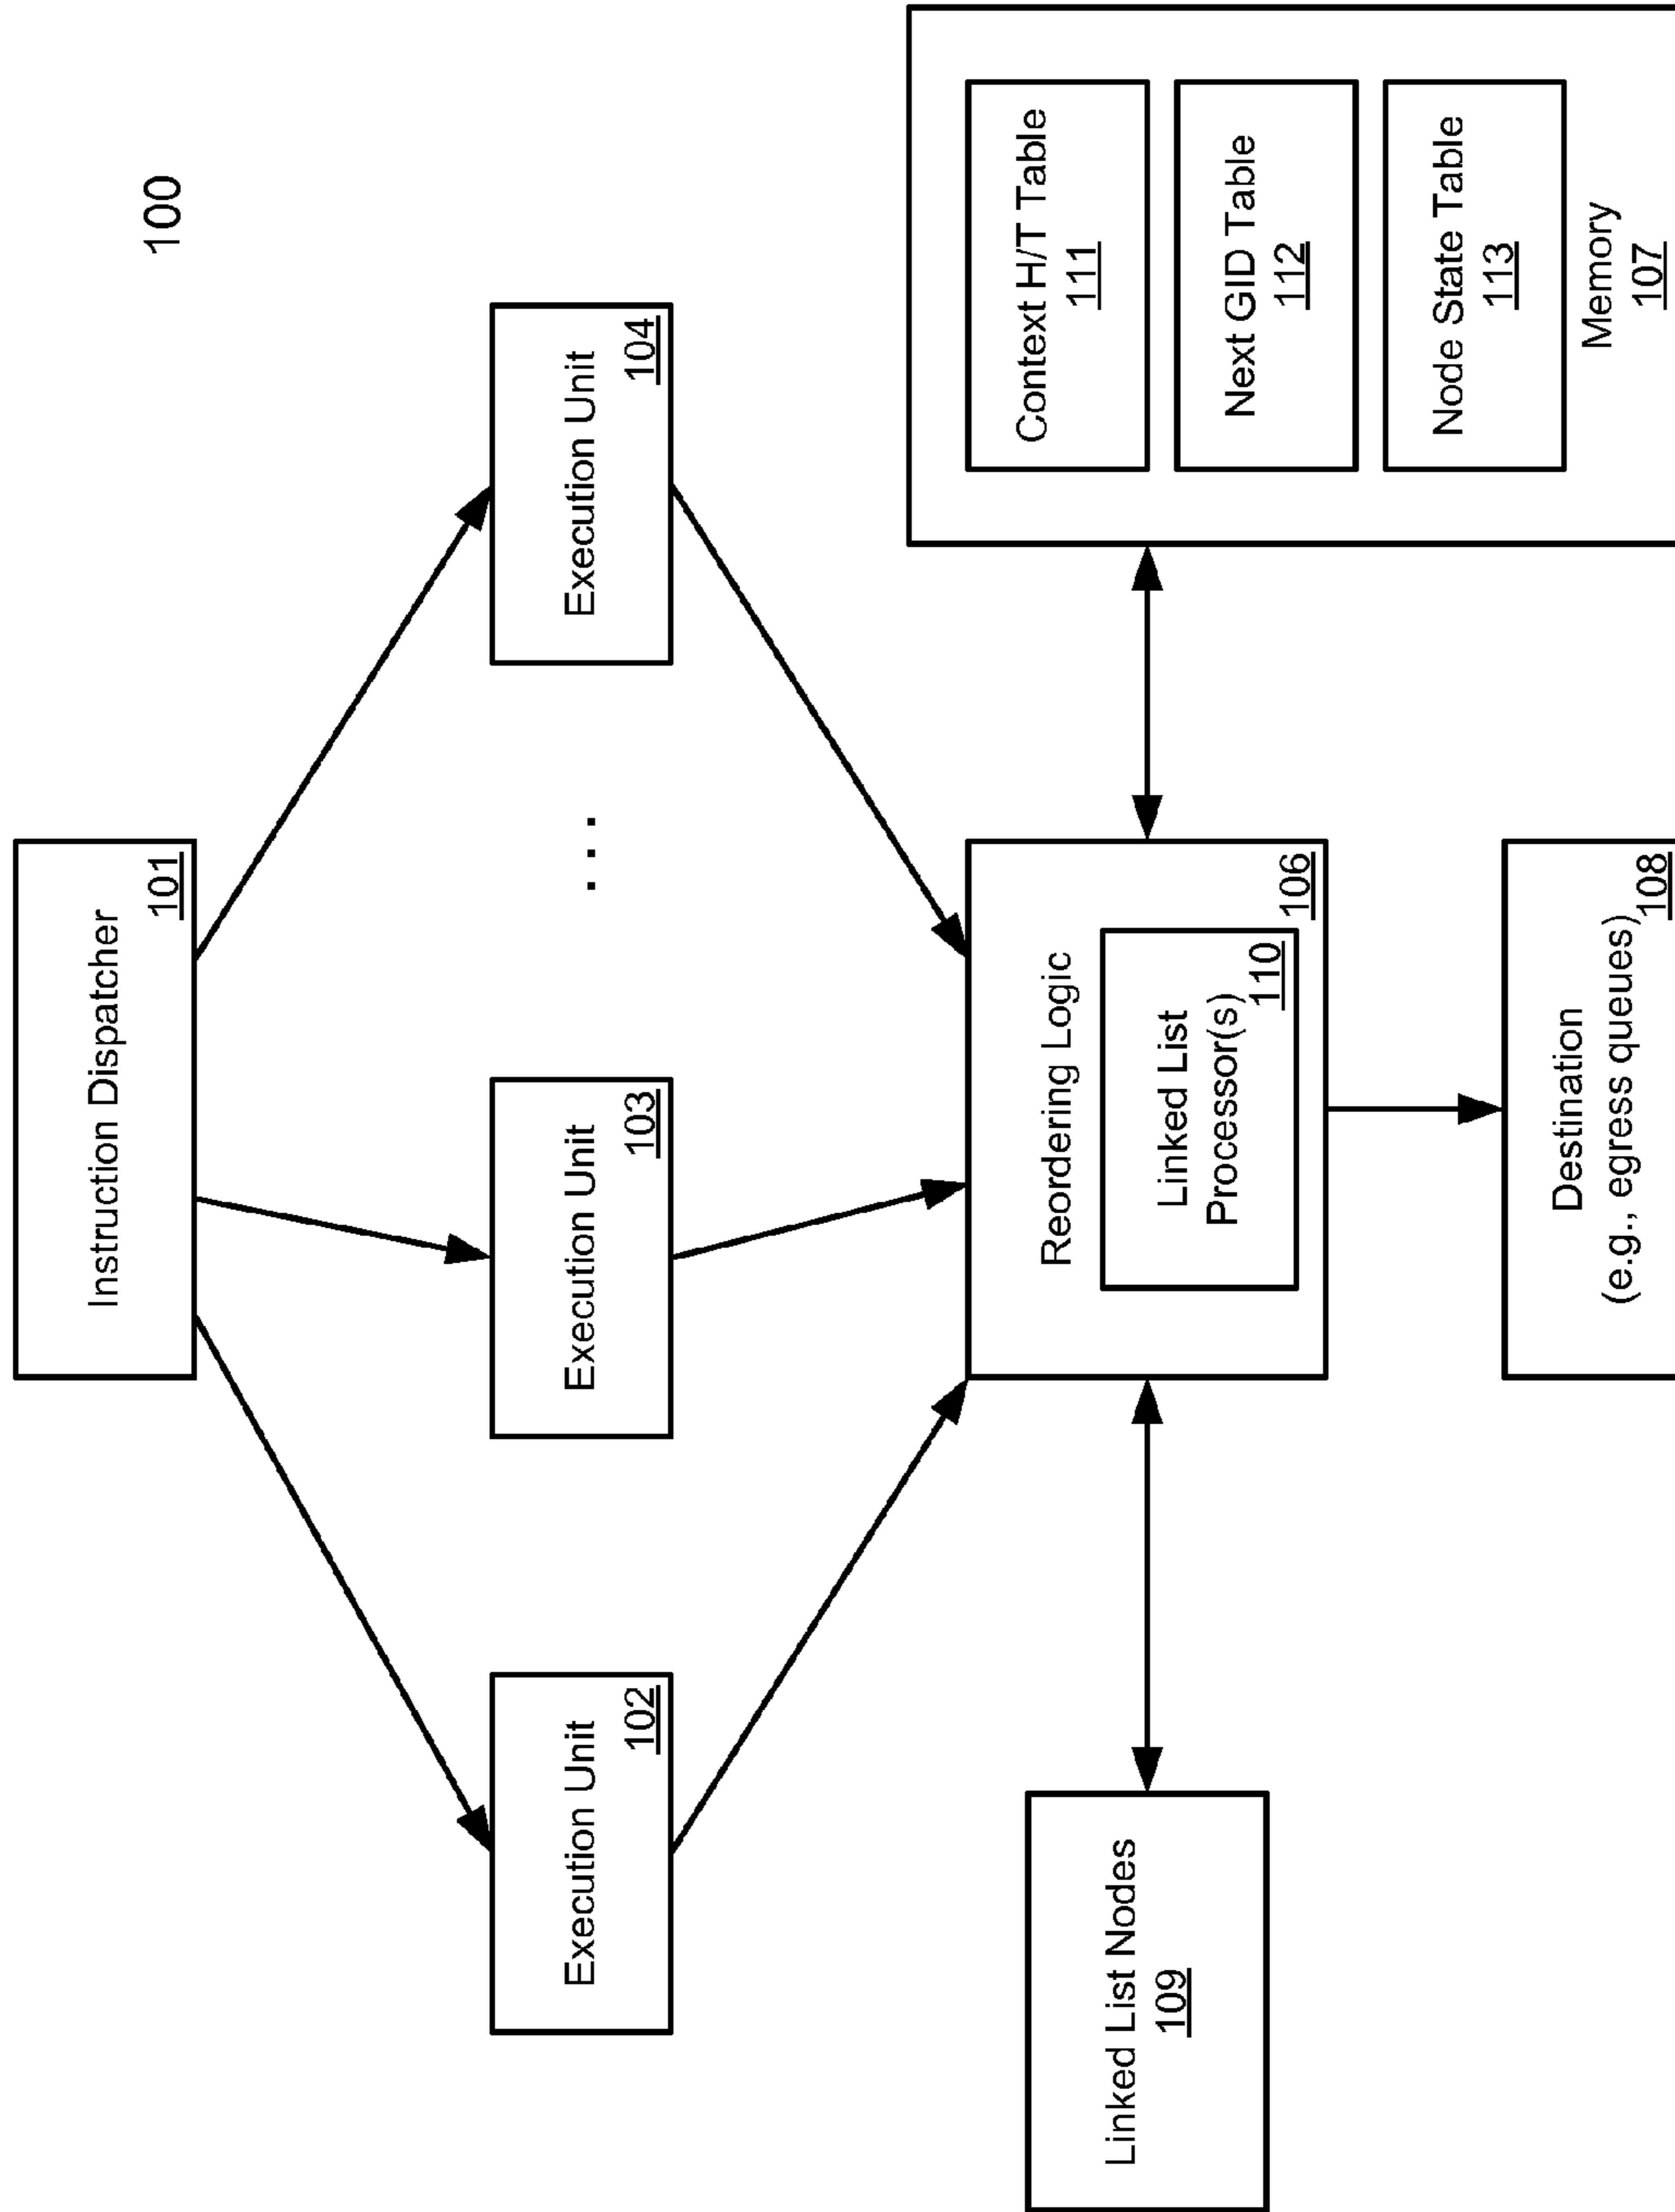 100
Instruction Dispatcher
101
Execution Unit
102
Execution Unit
103
. . .
Execution Unit
104
Linked List Nodes
109
Reordering Logic
Linked List
Processor(s)
110
106
Context H/T Table
111
Next GID Table
112
Node State Table
113
Memory
107
Destination
(e.g., egress queues)
108